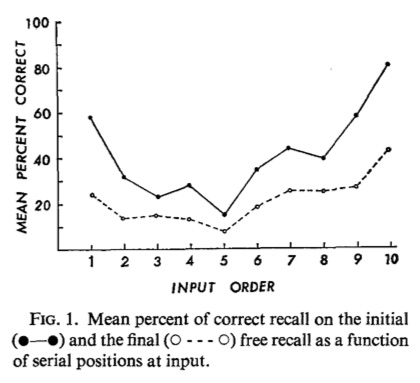 100
80
60
40
20
MEAN PERCENT CORRECT
1 2 3 4 5 6 7 8 9 10
INPUT ORDER
FIG. 1. Mean percent of correct recall on the initial
(●—●) and the final (○ - - - ○) free recall as a function
of serial positions at input.